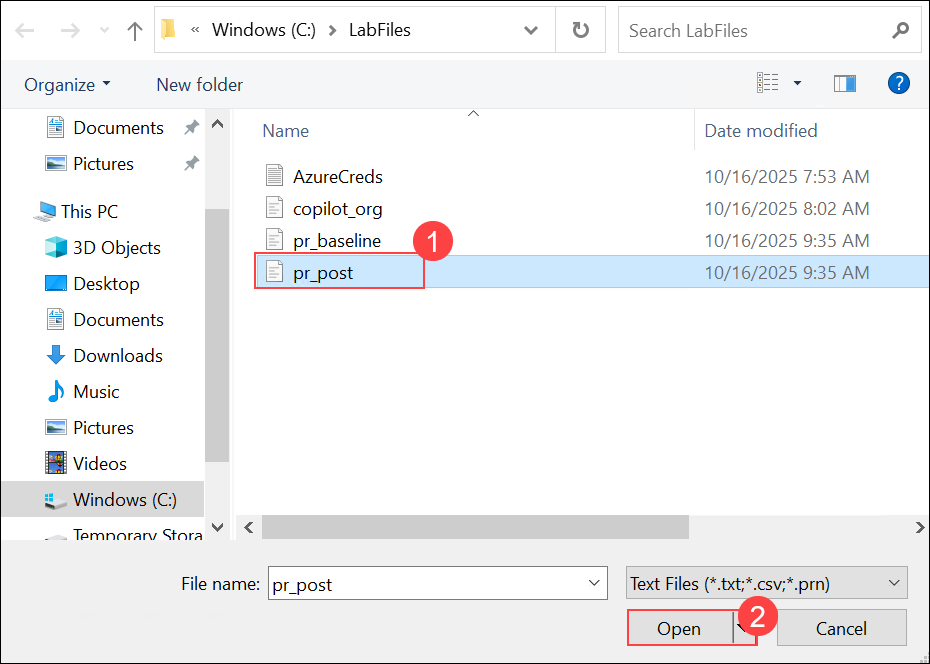 « Windows (C:) > LabFiles
Search LabFiles
Organize
New folder
?
Documents
Pictures
This PC
3D Objects
Desktop
Documents
Downloads
Music
Pictures
Videos
Windows (C:)
Temporary Stora
Name
Date modified
AzureCreds 10/16/2025 7:53 AM
copilot_org 10/16/2025 8:02 AM
pr_baseline 10/16/2025 9:35 AM
1
pr_post 10/16/2025 9:35 AM
File name: pr_post
Text Files (*.txt;*.csv;*.prn)
2
Open
Cancel